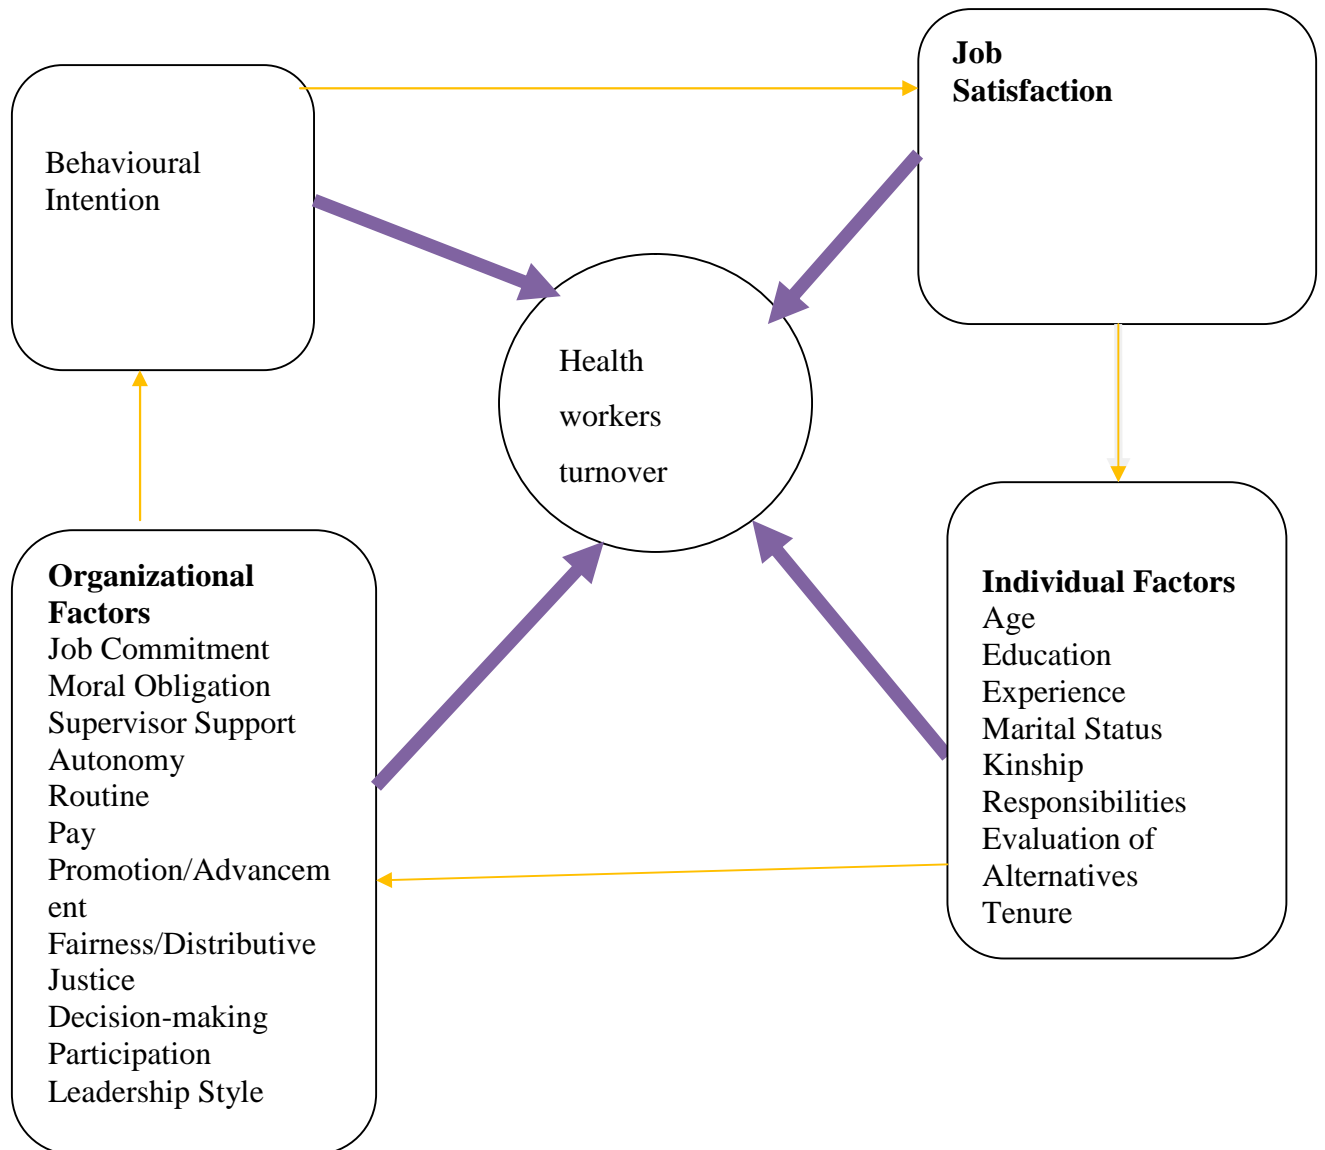 Job
Satisfaction
Behavioural
Intention
Health
workers
turnover
Organizational
Factors
Job Commitment
Moral Obligation
Supervisor Support
Autonomy
Routine
Pay
Promotion/Advancem
ent
Fairness/Distributive
Justice
Decision-making
Participation
Leadership Style
Individual Factors
Age
Education
Experience
Marital Status
Kinship
Responsibilities
Evaluation of
Alternatives
Tenure